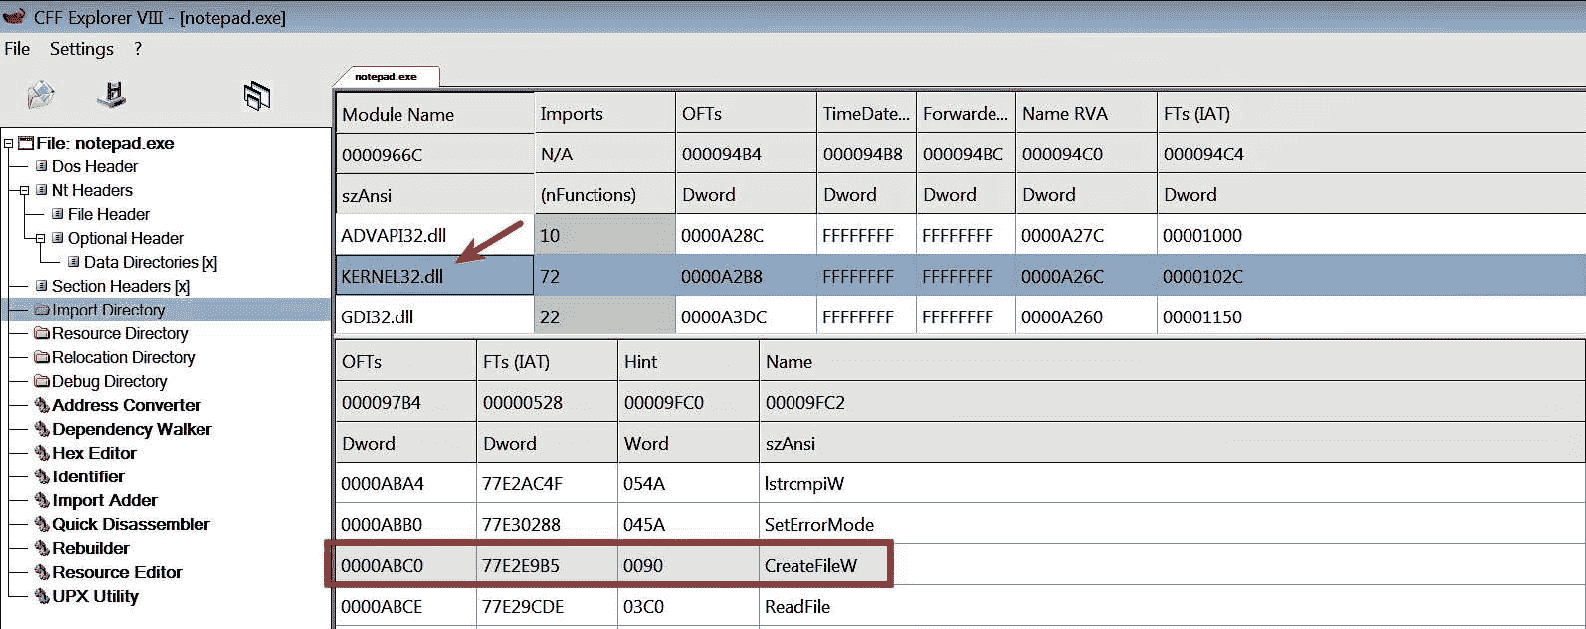 CFF Explorer VIII - [notepad.exe]
File Settings ?
notepad.exe
File: notepad.exe
Dos Header
Nt Headers
File Header
Optional Header
Data Directories [x]
Section Headers [x]
Import Directory
Resource Directory
Relocation Directory
Debug Directory
Address Converter
Dependency Walker
Hex Editor
Identifier
Import Adder
Quick Disassembler
Rebuilder
Resource Editor
UPX Utility
Module Name Imports OFTs TimeDate... Forwarde... Name RVA FTs (IAT)
0000966C N/A 000094B4 000094B8 000094BC 000094C0 000094C4
szAnsi (nFunctions) Dword Dword Dword Dword Dword
ADVAPI32.dll 10 0000A28C FFFFFFFF FFFFFFFF 0000A27C 00001000
KERNEL32.dll 72 0000A2B8 FFFFFFFF FFFFFFFF 0000A26C 0000102C
GDI32.dll 22 0000A3DC FFFFFFFF FFFFFFFF 0000A260 00001150
OFTs FTs (IAT) Hint Name
000097B4 00000528 00009FC0 00009FC2
Dword Dword Word szAnsi
0000ABA4 77E2AC4F 054A lstrcmpiW
0000ABB0 77E30288 045A SetErrorMode
0000ABC0 77E2E9B5 0090 CreateFileW
0000ABCE 77E29CDE 03C0 ReadFile